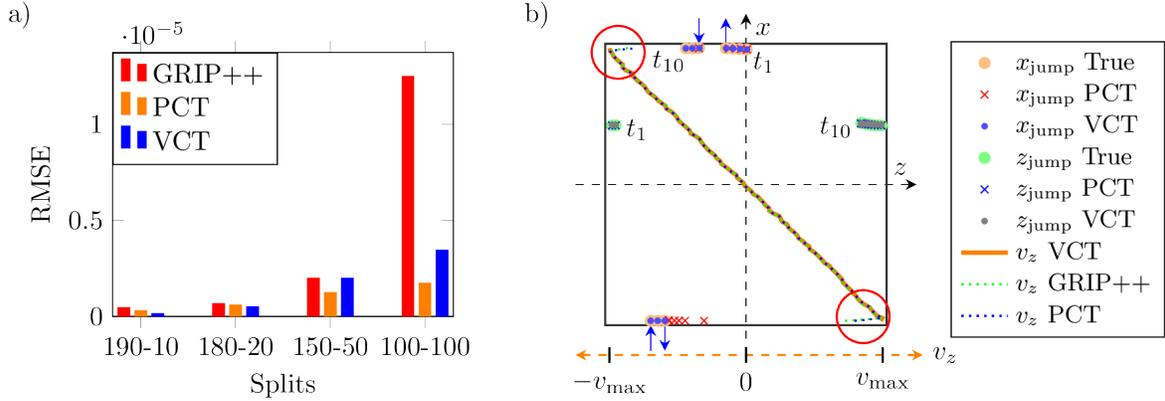 a)
·10⁻⁵
GRIP++
PCT
VCT
1
0.5
0
RMSE
190-10 180-20 150-50 100-100
Splits
b)
x
t₁₀ t₁
t₁ t₁₀
z
v_z
−v_max 0 v_max
x_jump True
x_jump PCT
x_jump VCT
z_jump True
z_jump PCT
z_jump VCT
v_z VCT
v_z GRIP++
v_z PCT